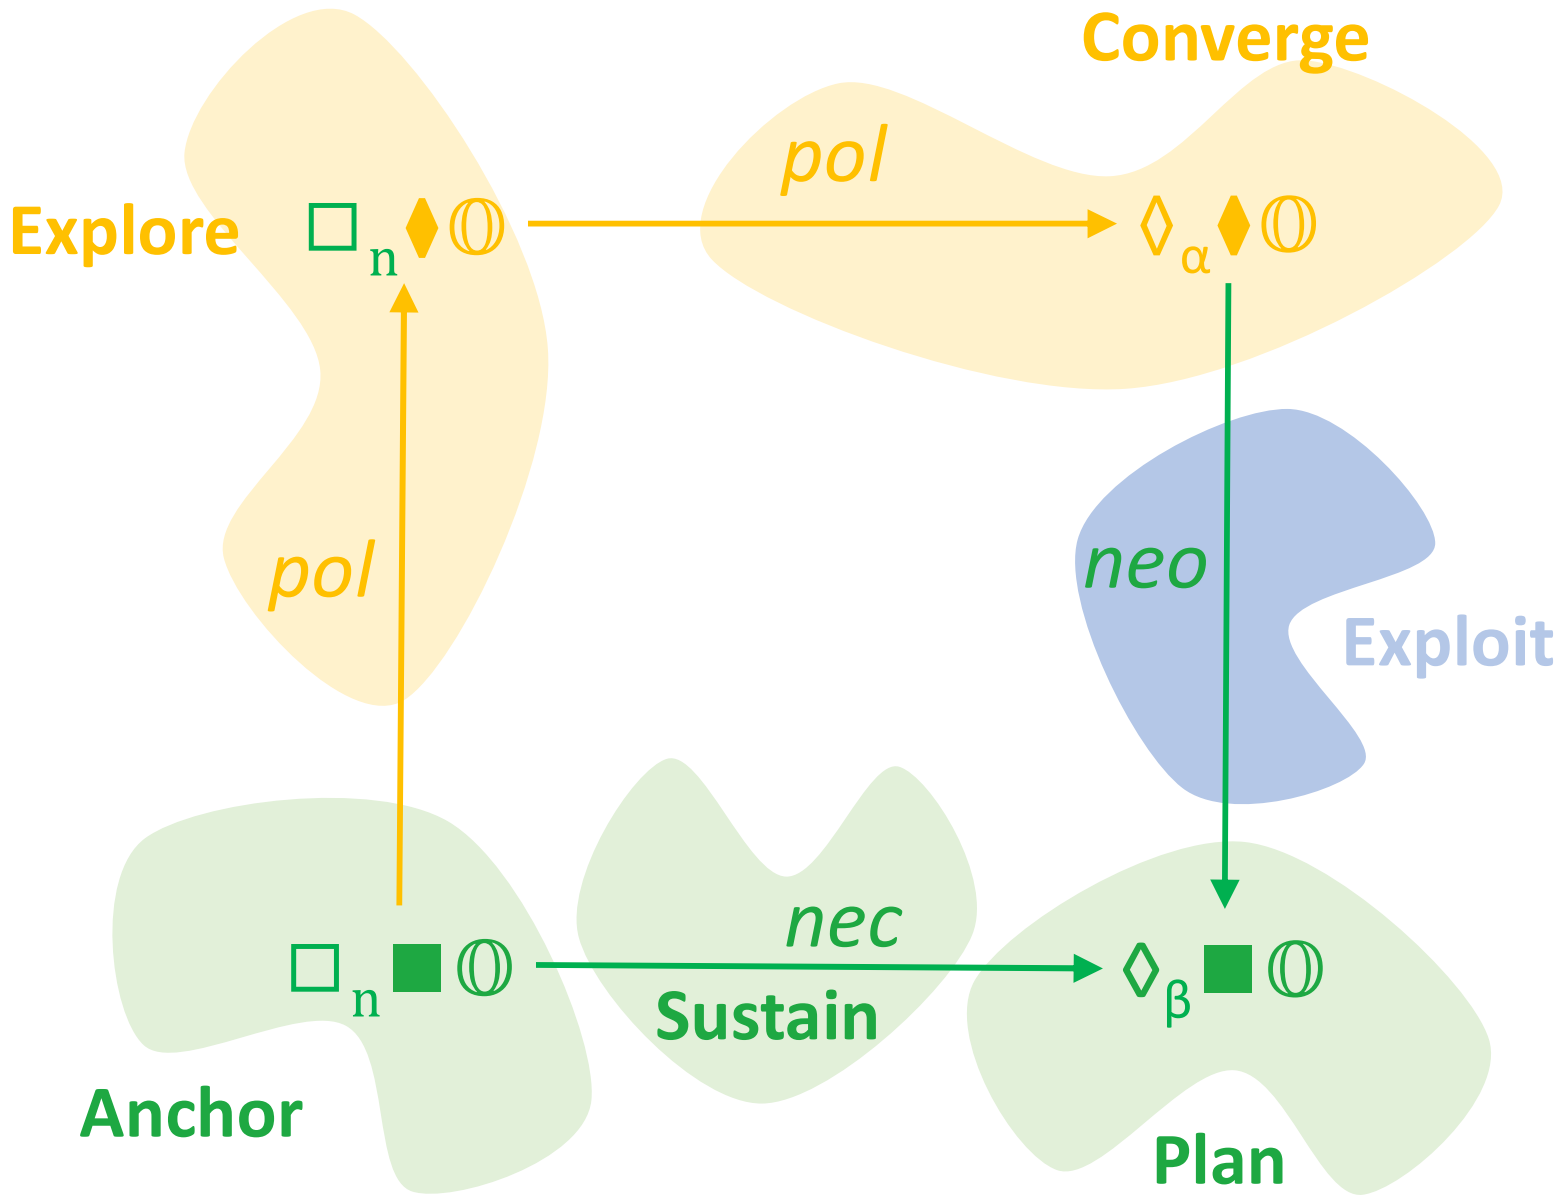 Converge
pol
Explore
□ₙ ⧫ 𝕆
◊α ⧫ 𝕆
pol
neo
Exploit
nec
□ₙ ■ 𝕆
◊β ■ 𝕆
Sustain
Anchor
Plan